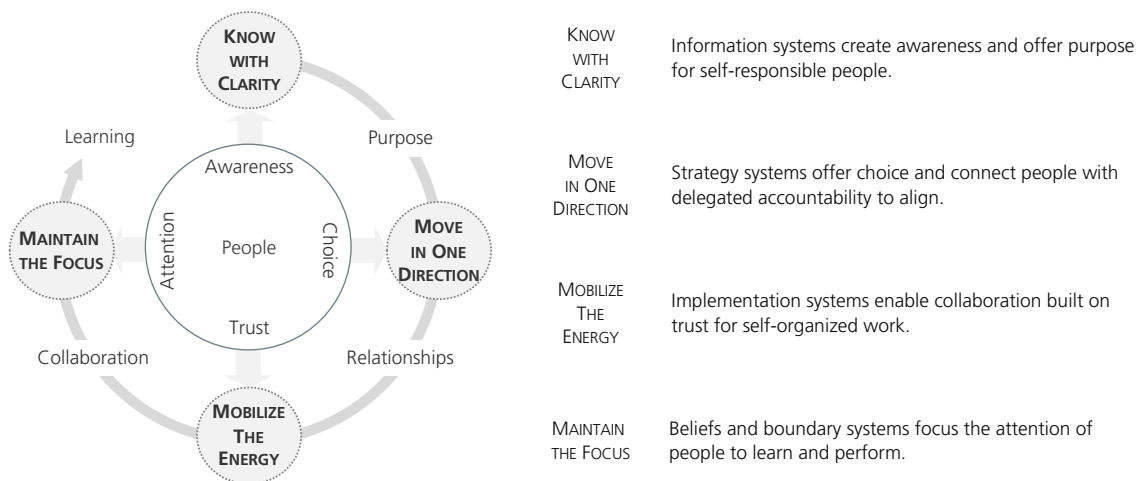 KNOW
WITH
CLARITY
Learning
Purpose
Awareness
MAINTAIN
THE FOCUS
Attention
People
Choice
MOVE
IN ONE
DIRECTION
Trust
Collaboration
Relationships
MOBILIZE
THE
ENERGY
KNOW
WITH
CLARITY
Information systems create awareness and offer purpose
for self-responsible people.
MOVE
IN ONE
DIRECTION
Strategy systems offer choice and connect people with
delegated accountability to align.
MOBILIZE
THE
ENERGY
Implementation systems enable collaboration built on
trust for self-organized work.
MAINTAIN
THE FOCUS
Beliefs and boundary systems focus the attention of
people to learn and perform.